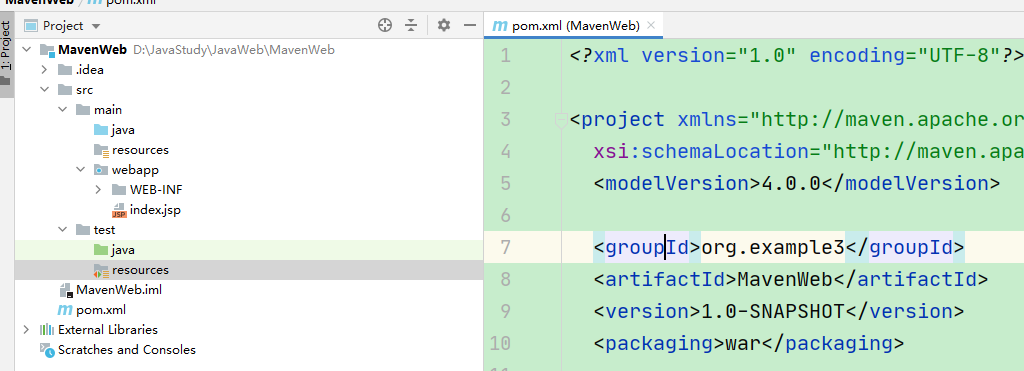 MavenWeb / pom.xml
1: Project
Project
MavenWeb D:\JavaStudy\JavaWeb\MavenWeb
.idea
src
main
java
resources
webapp
WEB-INF
index.jsp
test
java
resources
MavenWeb.iml
pom.xml
External Libraries
Scratches and Consoles
pom.xml (MavenWeb)
1 <?xml version="1.0" encoding="UTF-8"?>
2
3 <project xmlns="http://maven.apache.or
4 xsi:schemaLocation="http://maven.apa
5 <modelVersion>4.0.0</modelVersion>
6
7 <groupId>org.example3</groupId>
8 <artifactId>MavenWeb</artifactId>
9 <version>1.0-SNAPSHOT</version>
10 <packaging>war</packaging>